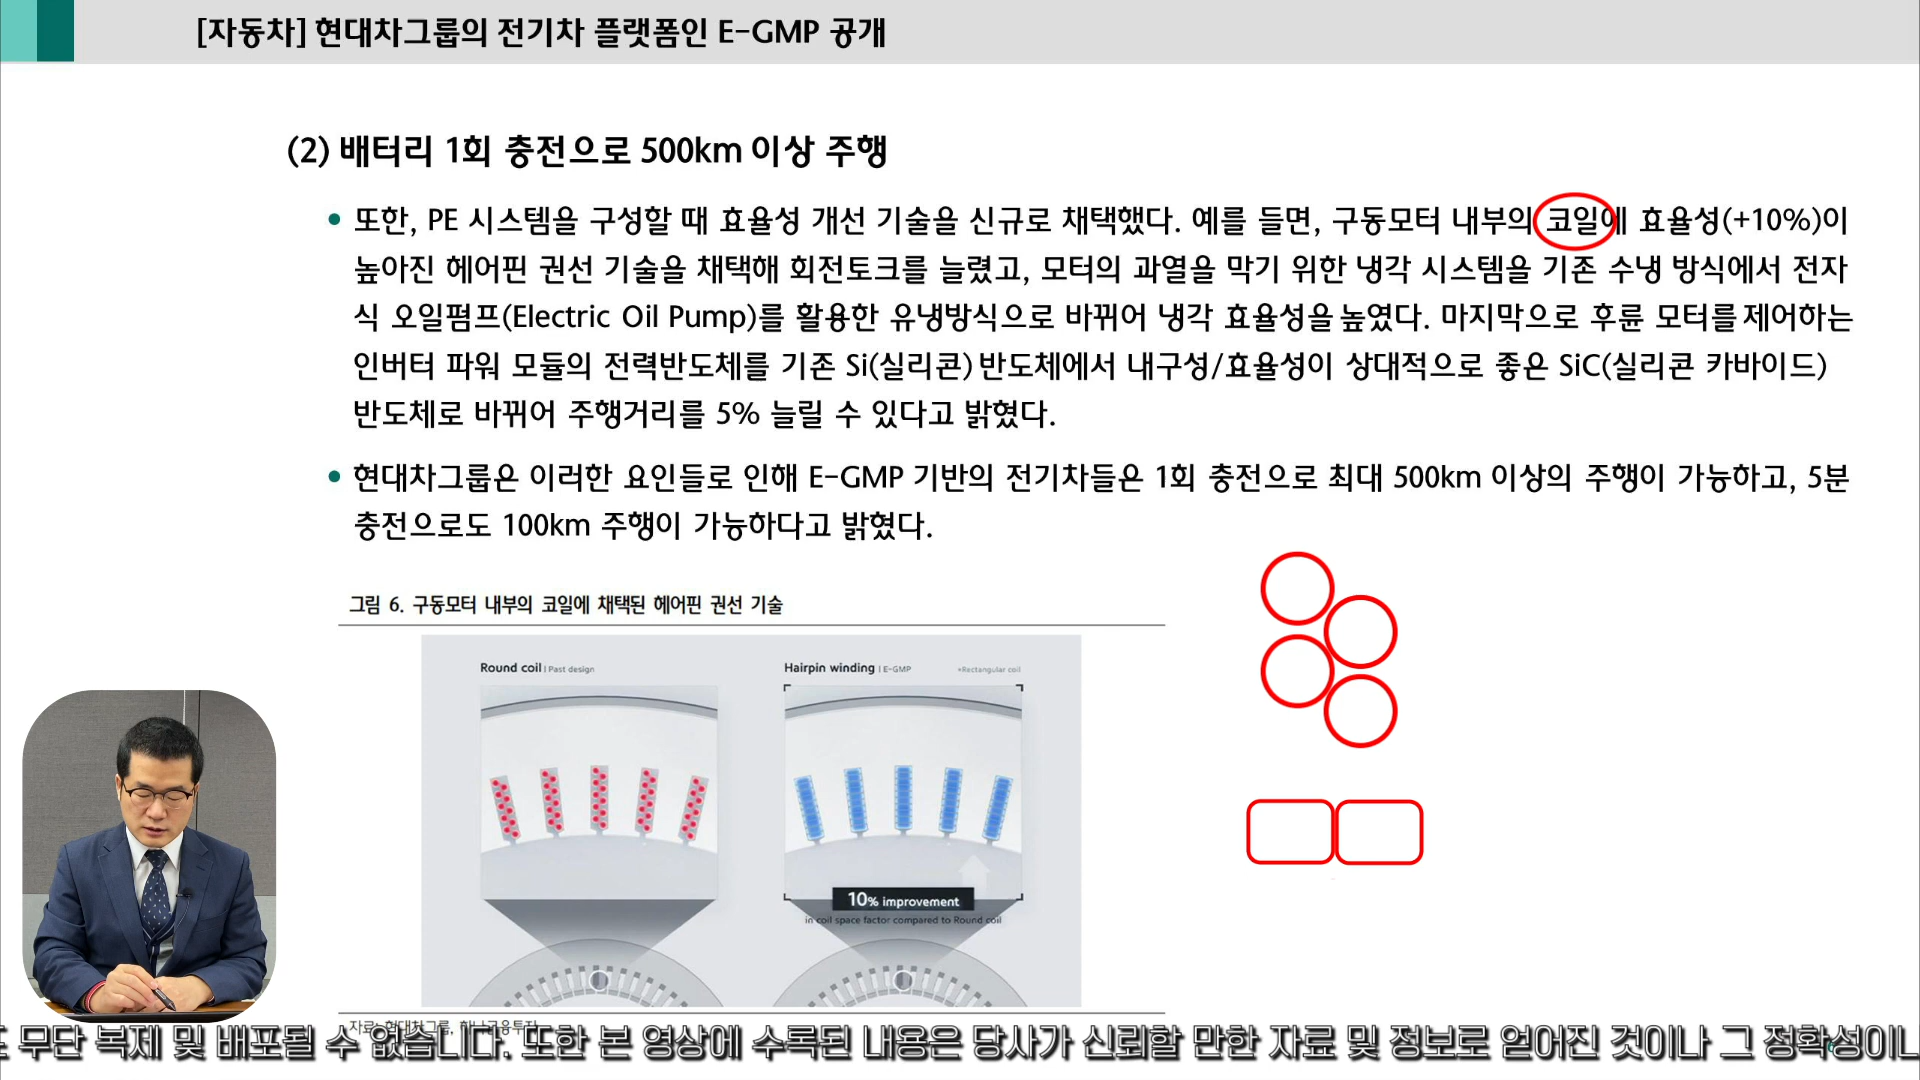 [자동차] 현대차그룹의 전기차 플랫폼인 E-GMP 공개
(2) 배터리 1회 충전으로 500km 이상 주행
• 또한, PE 시스템을 구성할 때 효율성 개선 기술을 신규로 채택했다. 예를 들면, 구동모터 내부의 코일에 효율성(+10%)이
높아진 헤어핀 권선 기술을 채택해 회전토크를 늘렸고, 모터의 과열을 막기 위한 냉각 시스템을 기존 수냉 방식에서 전자
식 오일펌프(Electric Oil Pump)를 활용한 유냉방식으로 바뀌어 냉각 효율성을 높였다. 마지막으로 후륜 모터를 제어하는
인버터 파워 모듈의 전력반도체를 기존 Si(실리콘) 반도체에서 내구성/효율성이 상대적으로 좋은 SiC(실리콘 카바이드)
반도체로 바뀌어 주행거리를 5% 늘릴 수 있다고 밝혔다.
• 현대차그룹은 이러한 요인들로 인해 E-GMP 기반의 전기차들은 1회 충전으로 최대 500km 이상의 주행이 가능하고, 5분
충전으로도 100km 주행이 가능하다고 밝혔다.
그림 6. 구동모터 내부의 코일에 채택된 헤어핀 권선 기술
Round coil | Past design
Hairpin winding | E-GMP
*Rectangular coil
10% improvement
in coil space factor compared to Round coil
자료: 현대차그룹, 하나금융투자
무단 복제 및 배포될 수 없습니다. 또한 본 영상에 수록된 내용은 당사가 신뢰할 만한 자료 및 정보로 얻어진 것이나 그 정확성이나